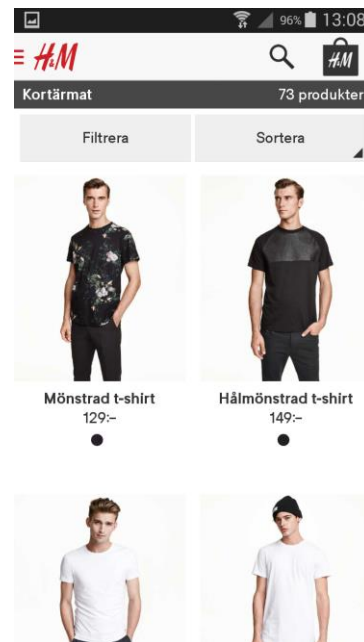 96% 13:08
H&M H&M
Kortärmat 73 produkter
Filtrera Sortera
Mönstrad t-shirt Hålmönstrad t-shirt
129:- 149:-